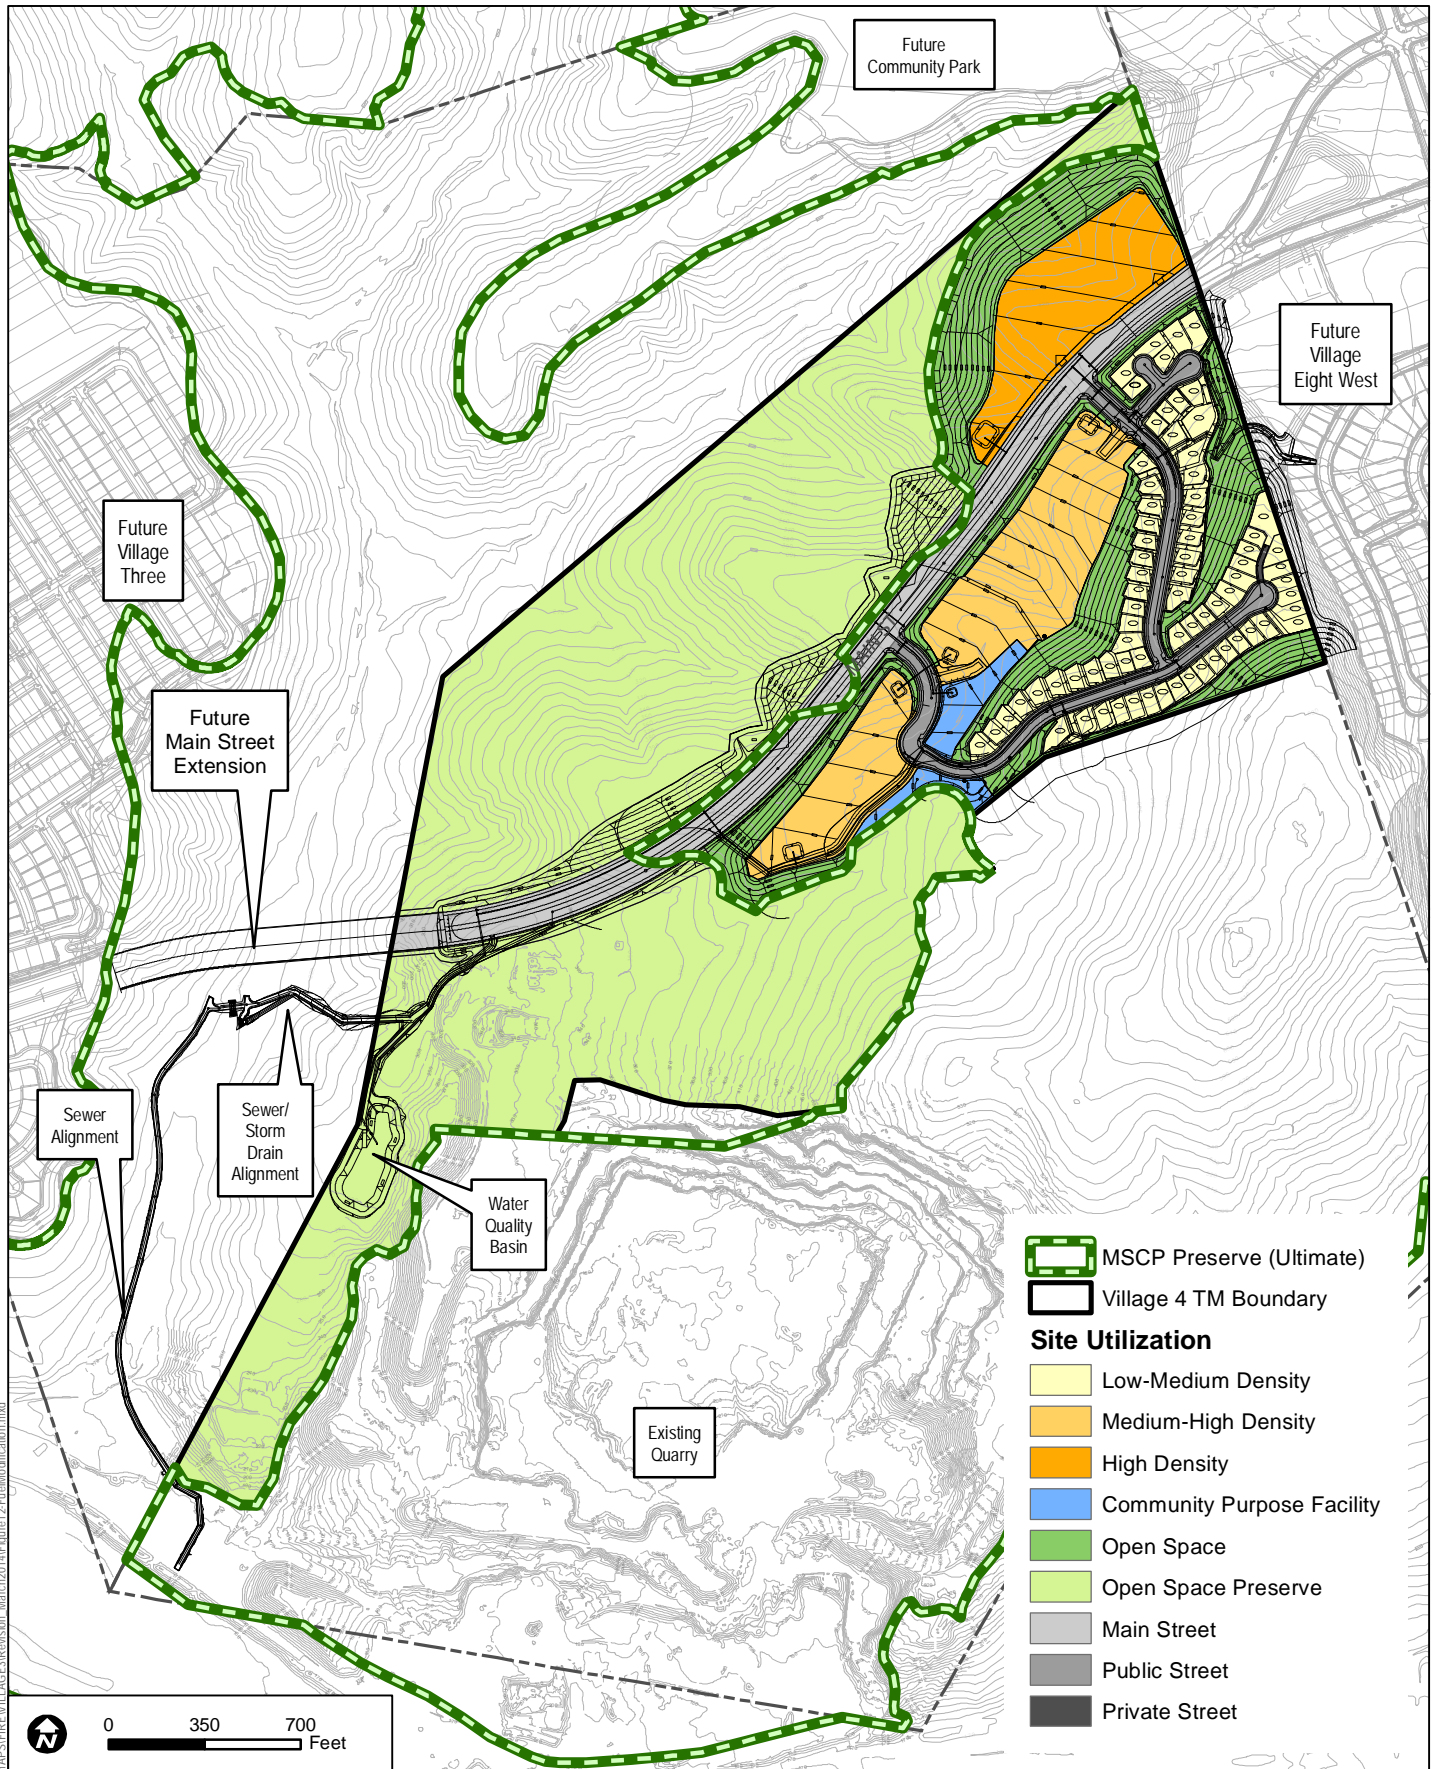 Future
Community Park
Future
Village
Eight West
Future
Village
Three
Future
Main Street
Extension
Sewer
Alignment
Sewer/
Storm
Drain
Alignment
Water
Quality
Basin
Existing
Quarry
MSCP Preserve (Ultimate)
Village 4 TM Boundary
Site Utilization
Low-Medium Density
Medium-High Density
High Density
Community Purpose Facility
Open Space
Open Space Preserve
Main Street
Public Street
Private Street
N
0 350 700
Feet